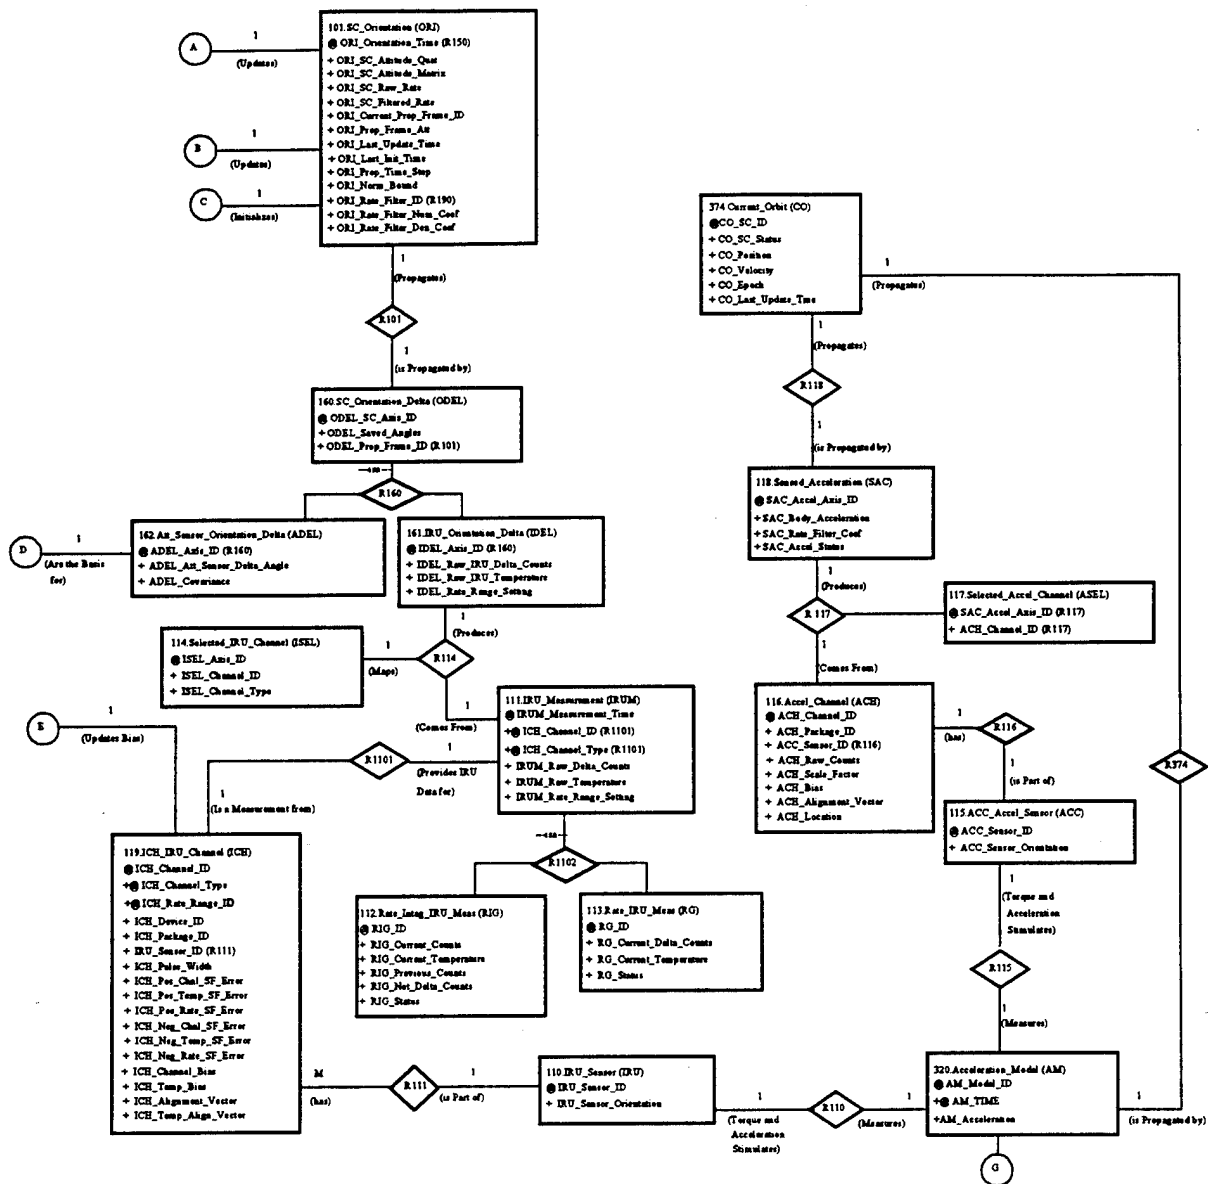 101.SC_Orientation (ORI)
@ ORI_Orientation_Time (R150)
+ ORI_SC_Attitude_Quat
+ ORI_SC_Attitude_Matrix
+ ORI_SC_Raw_Rate
+ ORI_SC_Filtered_Rate
+ ORI_Current_Prop_Frame_ID
+ ORI_Prop_Frame_Att
+ ORI_Last_Update_Time
+ ORI_Last_Init_Time
+ ORI_Prop_Time_Step
+ ORI_Norm_Bound
+ ORI_Rate_Filter_ID (R190)
+ ORI_Rate_Filter_Num_Coef
+ ORI_Rate_Filter_Den_Coef
A
1
(Updates)
B
1
(Updates)
C
1
(Initializes)
1
(Propagates)
R101
1
(is Propagated by)
374.Current_Orbit (CO)
@CO_SC_ID
+ CO_SC_Status
+ CO_Position
+ CO_Velocity
+ CO_Epoch
+ CO_Last_Update_Tme
1
(Propagates)
1
(Propagates)
R118
1
(is Propagated by)
160.SC_Orientation_Delta (ODEL)
@ ODEL_SC_Axis_ID
+ODEL_Saved_Angles
+ODEL_Prop_Frame_ID (R101)
R160
118.Sensed_Acceleration (SAC)
@ SAC_Accel_Axis_ID
+SAC_Body_Acceleration
+SAC_Rate_Filter_Coef
+SAC_Accel_Status
D
1
(Are the Basis
for)
162.Att_Sensor_Orientation_Delta (ADEL)
@ ADEL_Axis_ID (R160)
+ ADEL_Att_Sensor_Delta_Angle
+ ADEL_Covariance
161.IRU_Orientation_Delta (IDEL)
@ IDEL_Axis_ID (R160)
+ IDEL_Raw_IRU_Delta_Counts
+ IDEL_Raw_IRU_Temperature
+ IDEL_Rate_Range_Setting
1
(Produces)
R117
1
(Comes From)
117.Selected_Accel_Channel (ASEL)
@ SAC_Accel_Axis_ID (R117)
+ ACH_Channel_ID (R117)
1
(Produces)
R114
1
(Maps)
1
(Comes From)
114.Selected_IRU_Channel (ISEL)
@ ISEL_Axis_ID
+ ISEL_Channel_ID
+ ISEL_Channel_Type
111.IRU_Measurement (IRUM)
@ IRUM_Measurement_Time
+@ ICH_Channel_ID (R1101)
+@ ICH_Channel_Type (R1101)
+ IRUM_Raw_Delta_Counts
+ IRUM_Raw_Temperature
+ IRUM_Rate_Range_Setting
116.Accel_Channel (ACH)
@ ACH_Channel_ID
+ ACH_Package_ID
+ ACC_Sensor_ID (R116)
+ ACH_Raw_Counts
+ ACH_Scale_Factor
+ ACH_Bias
+ ACH_Alignment_Vector
+ ACH_Location
1
(has)
R116
1
(is Part of)
R374
E
1
(Updates Bias)
R1101
1
(Provides IRU
Data for)
1
(Is a Measurement from)
115.ACC_Accel_Sensor (ACC)
@ ACC_Sensor_ID
+ ACC_Sensor_Orientation
R1102
119.ICH_IRU_Channel (ICH)
@ ICH_Channel_ID
+@ ICH_Channel_Type
+@ ICH_Rate_Range_ID
+ ICH_Device_ID
+ ICH_Package_ID
+ IRU_Sensor_ID (R111)
+ ICH_Pulse_Width
+ ICH_Pos_Chnl_SF_Error
+ ICH_Pos_Temp_SF_Error
+ ICH_Pos_Rate_SF_Error
+ ICH_Neg_Chnl_SF_Error
+ ICH_Neg_Temp_SF_Error
+ ICH_Neg_Rate_SF_Error
+ ICH_Channel_Bias
+ ICH_Temp_Bias
+ ICH_Alignment_Vector
+ ICH_Temp_Align_Vector
112.Rate_Integ_IRU_Meas (RIG)
@ RIG_ID
+ RIG_Current_Counts
+ RIG_Current_Temperature
+ RIG_Previous_Counts
+ RIG_Net_Delta_Counts
+ RIG_Status
113.Rate_IRU_Meas (RG)
@ RG_ID
+ RG_Current_Delta_Counts
+ RG_Current_Temperature
+ RG_Status
1
(Torque and
Acceleration
Stimulates)
R115
1
(Measures)
M
(has)
R111
1
(is Part of)
110.IRU_Sensor (IRU)
@ IRU_Sensor_ID
+ IRU_Sensor_Orientation
1
(Torque and
Acceleration
Stimulates)
R110
1
(Measures)
320.Acceleration_Model (AM)
@ AM_Model_ID
+@ AM_TIME
+AM_Acceleration
1
(is Propagated by)
G